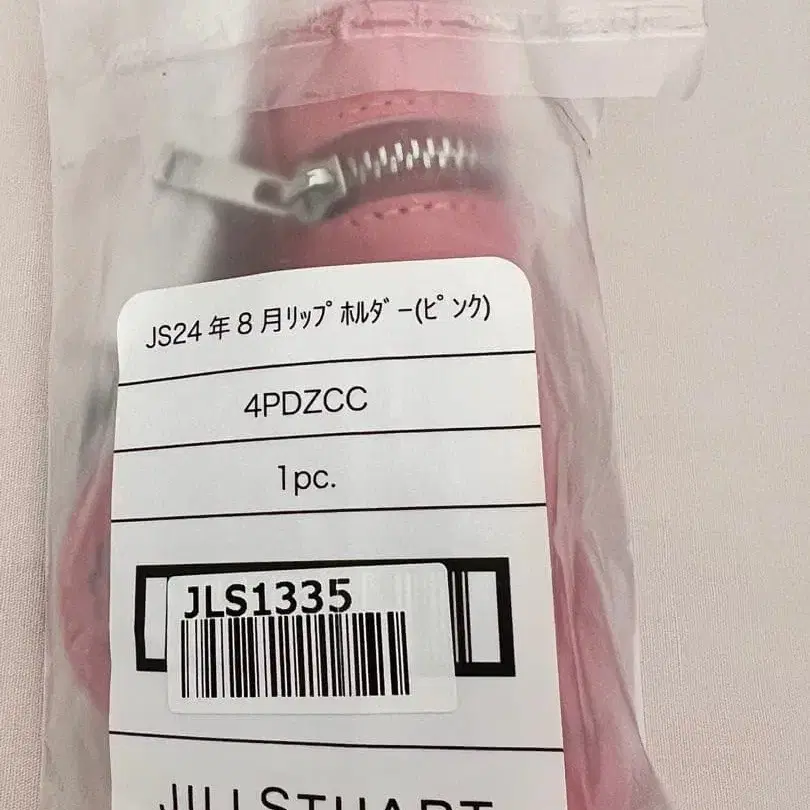 JS24年8月ﾘｯﾌﾟﾎﾙﾀﾞｰ(ﾋﾟﾝｸ)
4PDZCC
1pc.
JLS1335
JILLSTUART